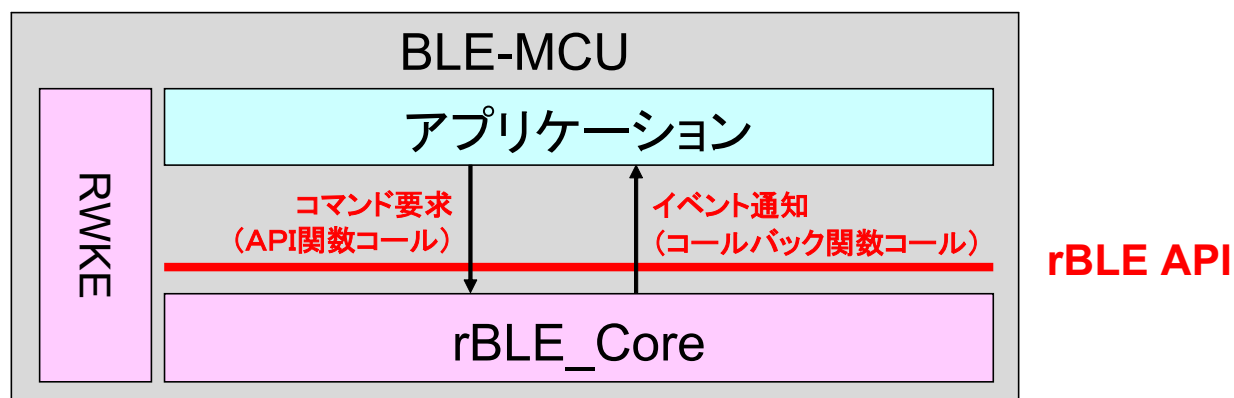 BLE-MCU
アプリケーション
RWKE
コマンド要求
（API関数コール）
イベント通知
（コールバック関数コール）
rBLE API
rBLE_Core